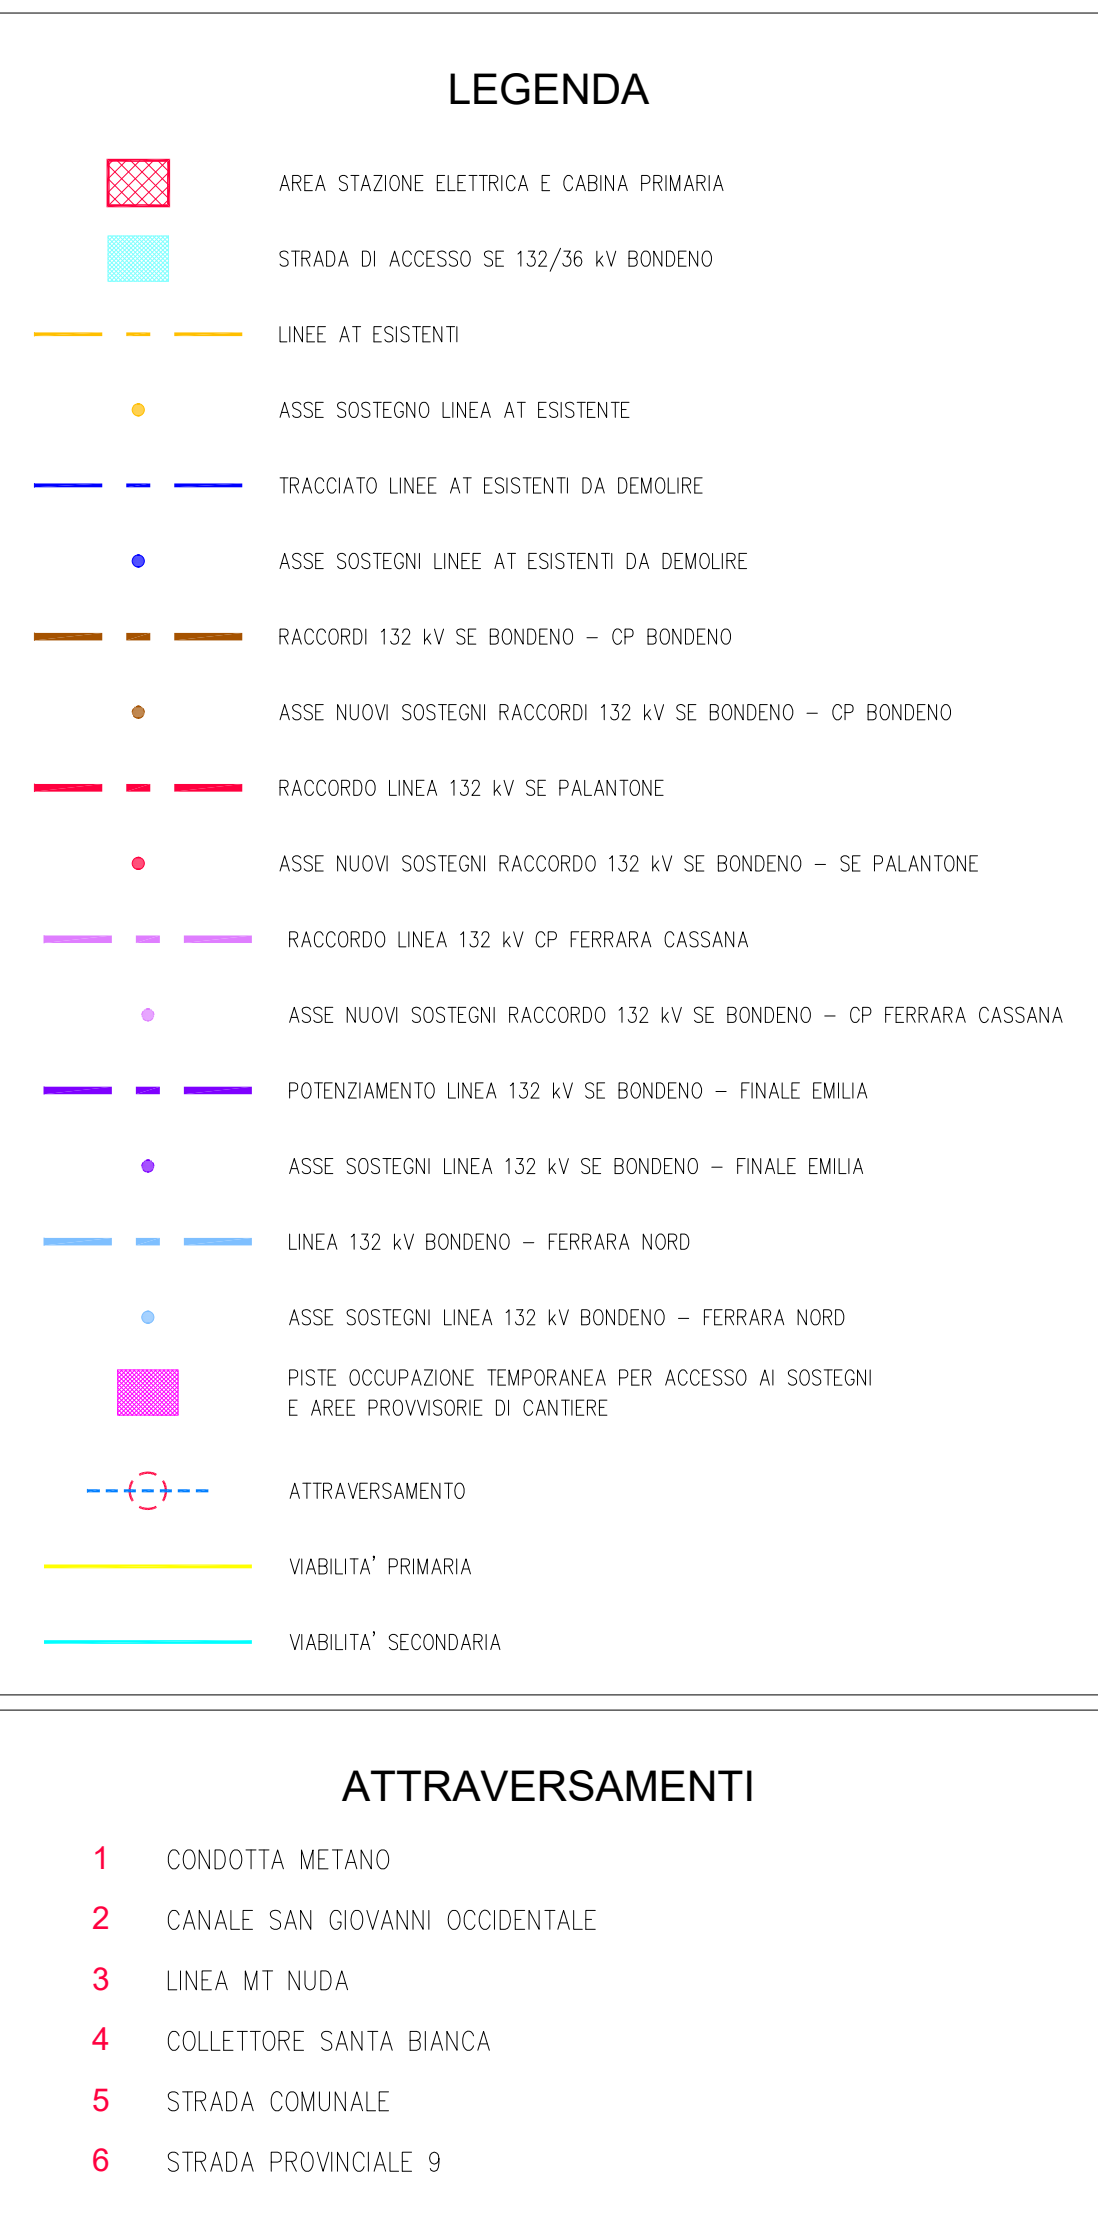 LEGENDA
AREA STAZIONE ELETTRICA E CABINA PRIMARIA
STRADA DI ACCESSO SE 132/36 kV BONDENO
LINEE AT ESISTENTI
ASSE SOSTEGNO LINEA AT ESISTENTE
TRACCIATO LINEE AT ESISTENTI DA DEMOLIRE
ASSE SOSTEGNI LINEE AT ESISTENTI DA DEMOLIRE
RACCORDI 132 kV SE BONDENO – CP BONDENO
ASSE NUOVI SOSTEGNI RACCORDI 132 kV SE BONDENO – CP BONDENO
RACCORDO LINEA 132 kV SE PALANTONE
ASSE NUOVI SOSTEGNI RACCORDO 132 kV SE BONDENO – SE PALANTONE
RACCORDO LINEA 132 kV CP FERRARA CASSANA
ASSE NUOVI SOSTEGNI RACCORDO 132 kV SE BONDENO – CP FERRARA CASSANA
POTENZIAMENTO LINEA 132 kV SE BONDENO – FINALE EMILIA
ASSE SOSTEGNI LINEA 132 kV SE BONDENO – FINALE EMILIA
LINEA 132 kV BONDENO – FERRARA NORD
ASSE SOSTEGNI LINEA 132 kV BONDENO – FERRARA NORD
PISTE OCCUPAZIONE TEMPORANEA PER ACCESSO AI SOSTEGNI
E AREE PROVVISORIE DI CANTIERE
ATTRAVERSAMENTO
VIABILITA' PRIMARIA
VIABILITA' SECONDARIA
ATTRAVERSAMENTI
1 CONDOTTA METANO
2 CANALE SAN GIOVANNI OCCIDENTALE
3 LINEA MT NUDA
4 COLLETTORE SANTA BIANCA
5 STRADA COMUNALE
6 STRADA PROVINCIALE 9